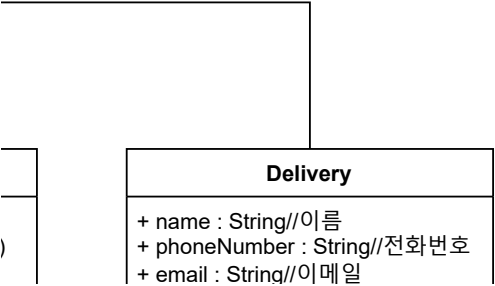 Delivery
+ name : String//이름
)
+ phoneNumber : String//전화번호
+ email : String//이메일